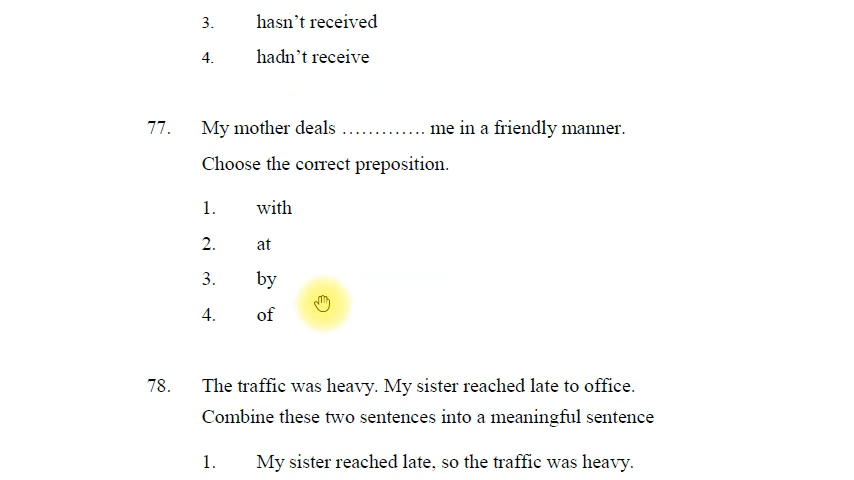 3. hasn’t received
4. hadn’t receive
77. My mother deals …………. me in a friendly manner.
Choose the correct preposition.
1. with
2. at
3. by
4. of
78. The traffic was heavy. My sister reached late to office.
Combine these two sentences into a meaningful sentence
1. My sister reached late, so the traffic was heavy.